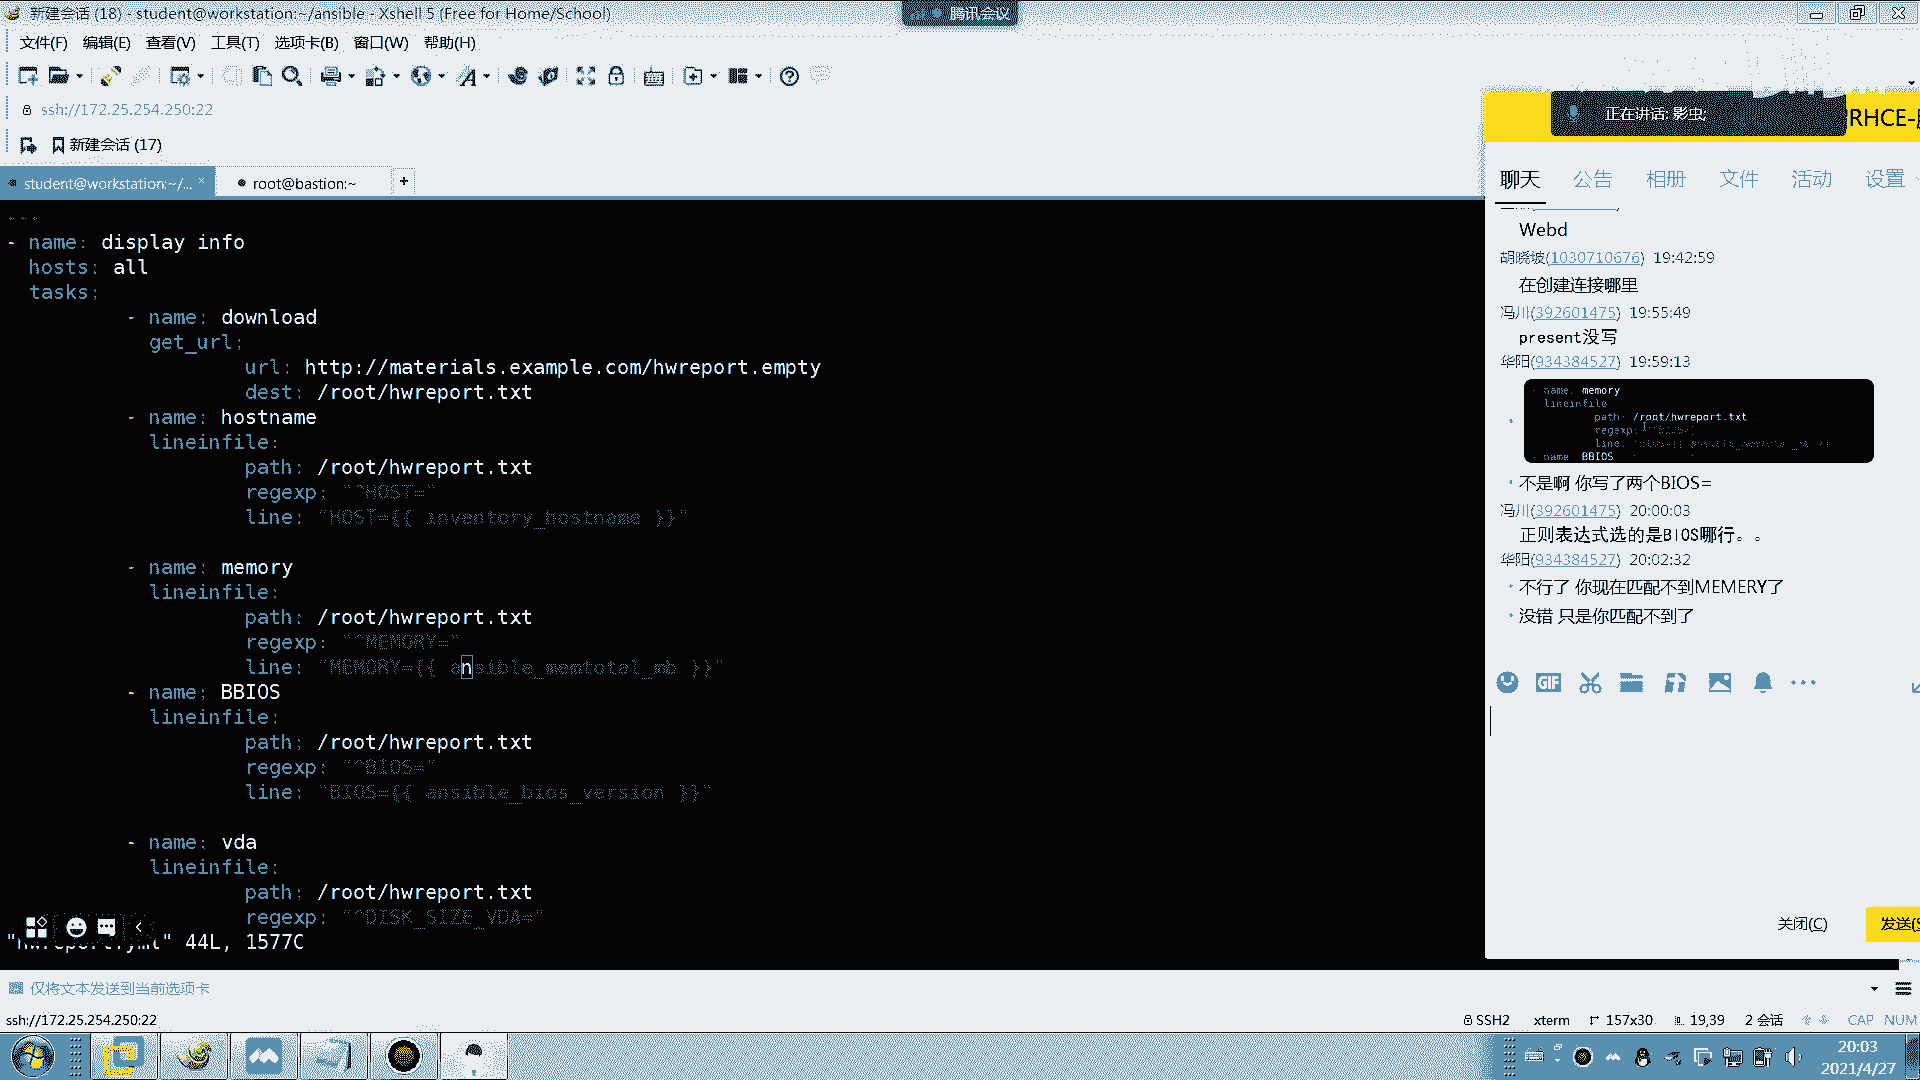 新建会话 (18) - student@workstation:~/ansible - Xshell 5 (Free for Home/School)
腾讯会议
文件(F) 编辑(E) 查看(V) 工具(T) 选项卡(B) 窗口(W) 帮助(H)
ssh://172.25.254.250:22
新建会话 (17)
student@workstation:~/... × root@bastion:~ +
---
- name: display info
hosts: all
tasks:
- name: download
get_url:
url: http://materials.example.com/hwreport.empty
dest: /root/hwreport.txt
- name: hostname
lineinfile:
path: /root/hwreport.txt
regexp: "^HOST="
line: "HOST={{ inventory_hostname }}"
- name: memory
lineinfile:
path: /root/hwreport.txt
regexp: "^MEMORY="
line: "MEMORY={{ ansible_memtotal_mb }}"
- name: BBIOS
lineinfile:
path: /root/hwreport.txt
regexp: "^BIOS="
line: "BIOS={{ ansible_bios_version }}"
- name: vda
lineinfile:
path: /root/hwreport.txt
regexp: "^DISK_SIZE_VDA="
"hwreport.yml" 44L, 1577C
正在讲话: 影虫;
RHCE-
聊天 公告 相册 文件 活动 设置
Webd
胡晓坡(1030710676) 19:42:59
在创建连接哪里
冯川(392601475) 19:55:49
present没写
华阳(934384527) 19:59:13
- name: memory
lineinfile
path: /root/hwreport.txt
regexp: "^BIOS="
line: "BIOS={{ ansible_memtotal_mb }}"
- name BBIOS
不是啊 你写了两个BIOS=
冯川(392601475) 20:00:03
正则表达式选的是BIOS哪行。。
华阳(934384527) 20:02:32
不行了 你现在匹配不到MEMERY了
没错 只是你匹配不到了
GIF
关闭(C) 发送(S
仅将文本发送到当前选项卡
ssh://172.25.254.250:22 SSH2 xterm 157x30 19,39 2 会话 CAP NUM
20:03
2021/4/27